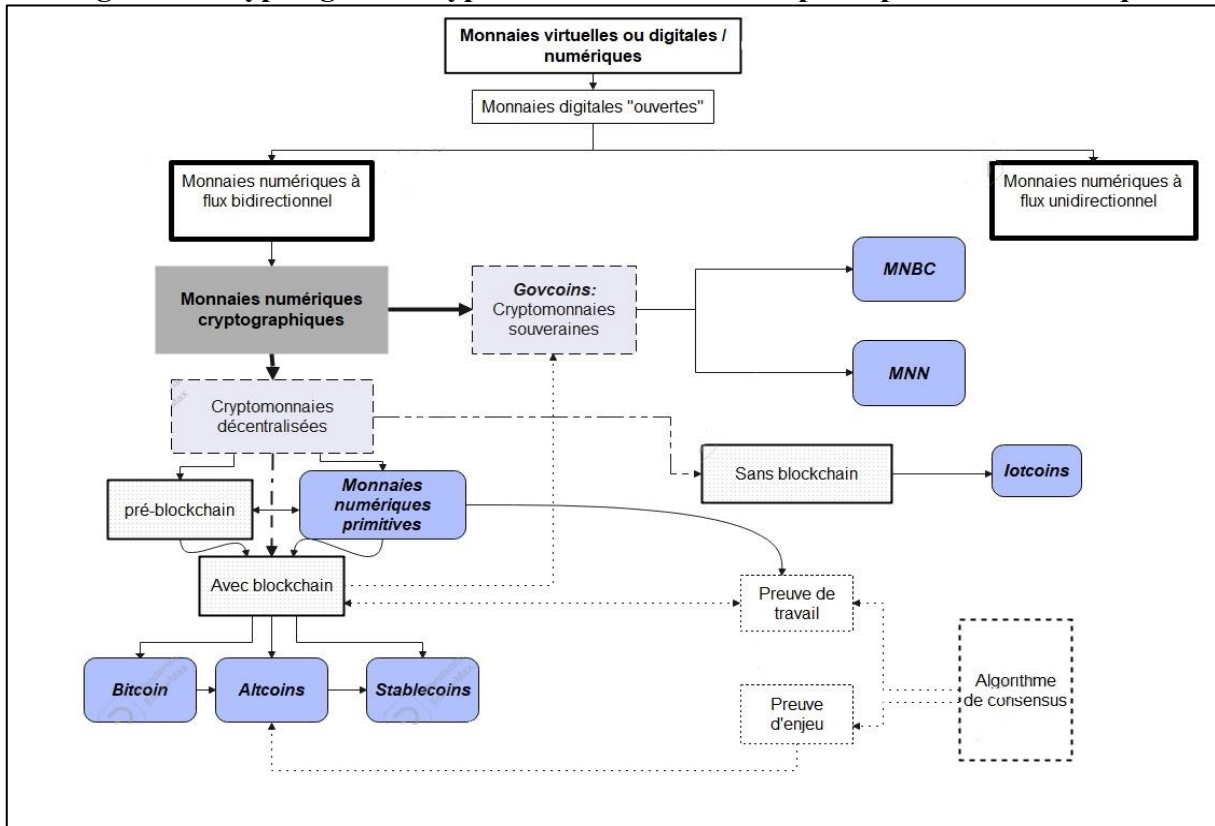 Monnaies virtuelles ou digitales /
numériques
Monnaies digitales "ouvertes"
Monnaies numériques à
flux bidirectionnel
Monnaies numériques à
flux unidirectionnel
Monnaies numériques
cryptographiques
Govcoins:
Cryptomonnaies
souveraines
MNBC
MNN
Cryptomonnaies
décentralisées
Sans blockchain
Iotcoins
pré-blockchain
Monnaies
numériques
primitives
Avec blockchain
Preuve de
travail
Bitcoin
Altcoins
Stablecoins
Preuve
d'enjeu
Algorithme
de consensus